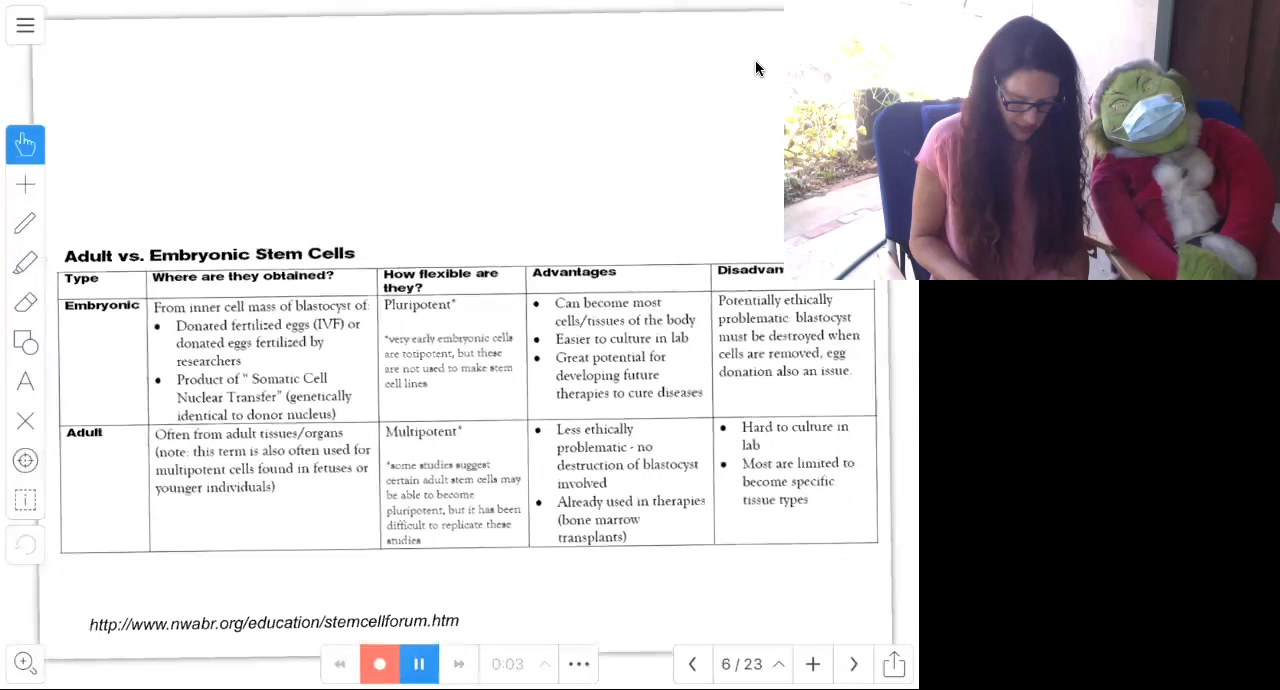 Adult vs. Embryonic Stem Cells
Type
Where are they obtained?
How flexible are
they?
Advantages
Disadvan
Embryonic
From inner cell mass of blastocyst of:
• Donated fertilized eggs (IVF) or
donated eggs fertilized by
researchers
• Product of “ Somatic Cell
Nuclear Transfer” (genetically
identical to donor nucleus)
Pluripotent*
*very early embryonic cells
are totipotent, but these
are not used to make stem
cell lines
• Can become most
cells/tissues of the body
• Easier to culture in lab
• Great potential for
developing future
therapies to cure diseases
Potentially ethically
problematic: blastocyst
must be destroyed when
cells are removed, egg
donation also an issue.
Adult
Often from adult tissues/organs
(note: this term is also often used for
multipotent cells found in fetuses or
younger individuals)
Multipotent*
*some studies suggest
certain adult stem cells may
be able to become
pluripotent, but it has been
difficult to replicate these
studies
• Less ethically
problematic - no
destruction of blastocyst
involved
• Already used in therapies
(bone marrow
transplants)
• Hard to culture in
lab
• Most are limited to
become specific
tissue types
http://www.nwabr.org/education/stemcellforum.htm
0:03
6 / 23